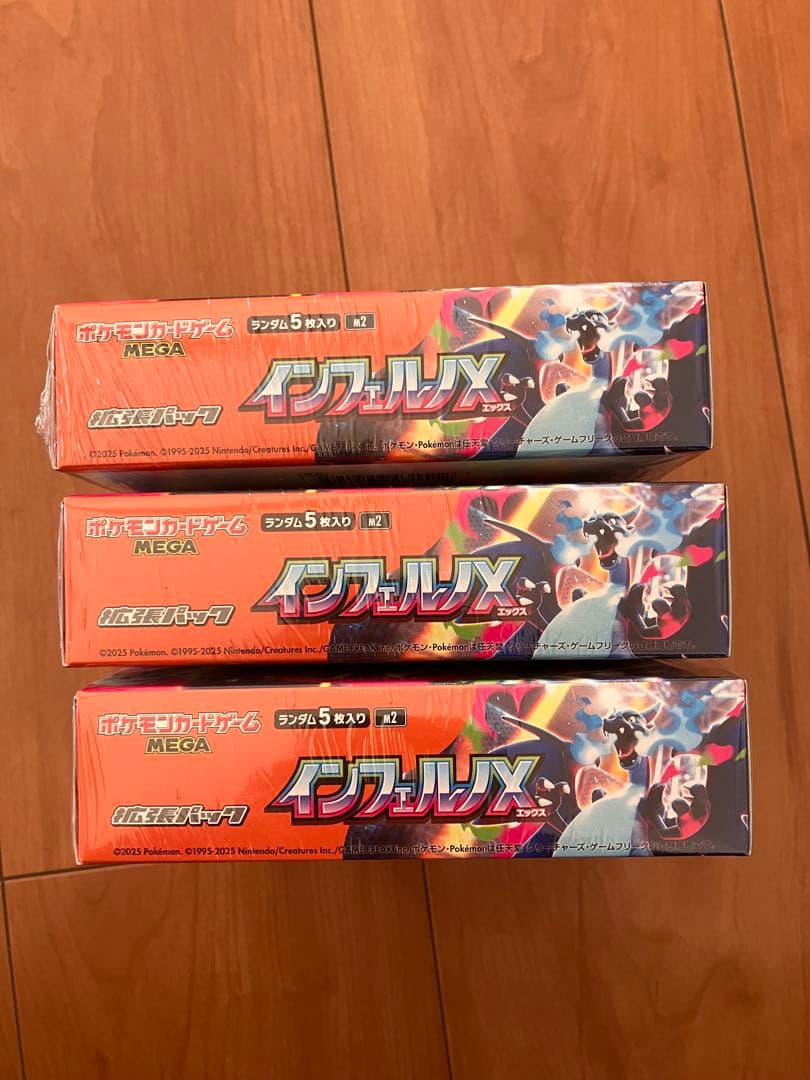 ポケモンカードゲーム
MEGA
ランダム5枚入り M2
インフェルノX
エックス
拡張パック
©2025 Pokémon. ©1995-2025 Nintendo/Creatures Inc./GAME FREAK inc. ポケモン・Pokémonは任天堂・クリーチャーズ・ゲームフリークの登録商標です。
ポケモンカードゲーム
MEGA
ランダム5枚入り M2
インフェルノX
エックス
拡張パック
©2025 Pokémon. ©1995-2025 Nintendo/Creatures Inc./GAME FREAK inc. ポケモン・Pokémonは任天堂・クリーチャーズ・ゲームフリークの登録商標です。
ポケモンカードゲーム
MEGA
ランダム5枚入り M2
インフェルノX
エックス
拡張パック
©2025 Pokémon. ©1995-2025 Nintendo/Creatures Inc./GAME FREAK inc. ポケモン・Pokémonは任天堂・クリーチャーズ・ゲームフリークの登録商標です。